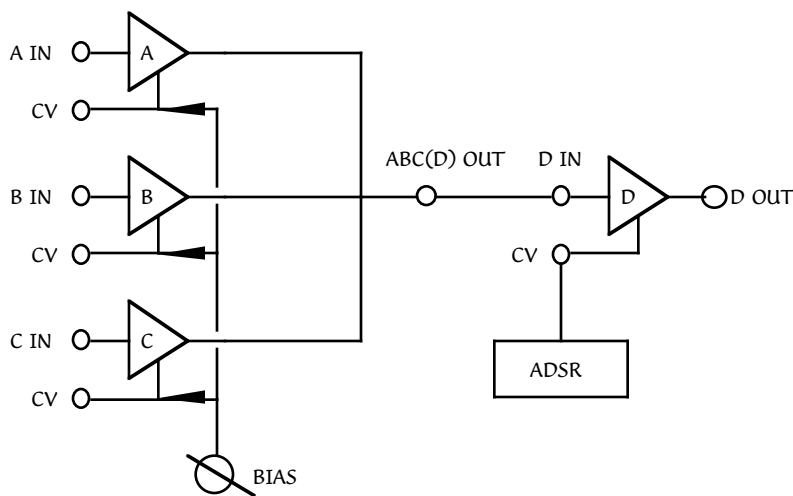 A IN
A
CV
ABC(D) OUT
D IN
B IN
B
D
D OUT
CV
CV
C IN
C
ADSR
CV
BIAS